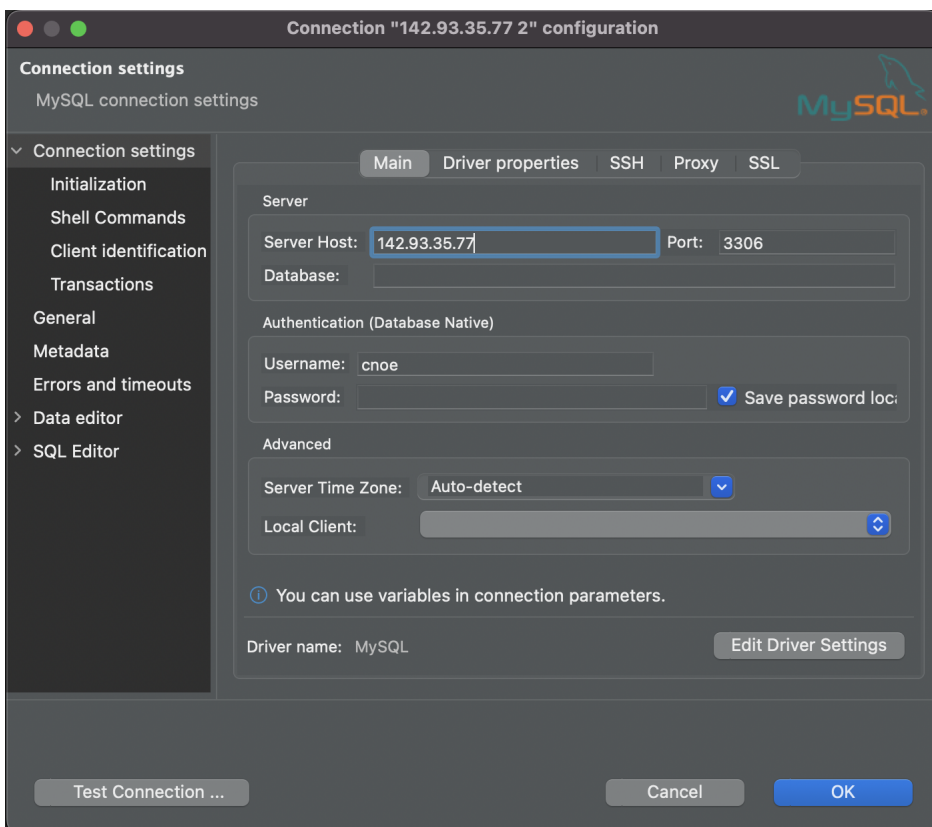 Connection "142.93.35.77 2" configuration
Connection settings
MySQL connection settings
MySQL
Connection settings
Initialization
Shell Commands
Client identification
Transactions
General
Metadata
Errors and timeouts
Data editor
SQL Editor
Main Driver properties SSH Proxy SSL
Server
Server Host: 142.93.35.77 Port: 3306
Database:
Authentication (Database Native)
Username: cnoe
Password: Save password loca
Advanced
Server Time Zone: Auto-detect
Local Client:
You can use variables in connection parameters.
Driver name: MySQL Edit Driver Settings
Test Connection ... Cancel OK